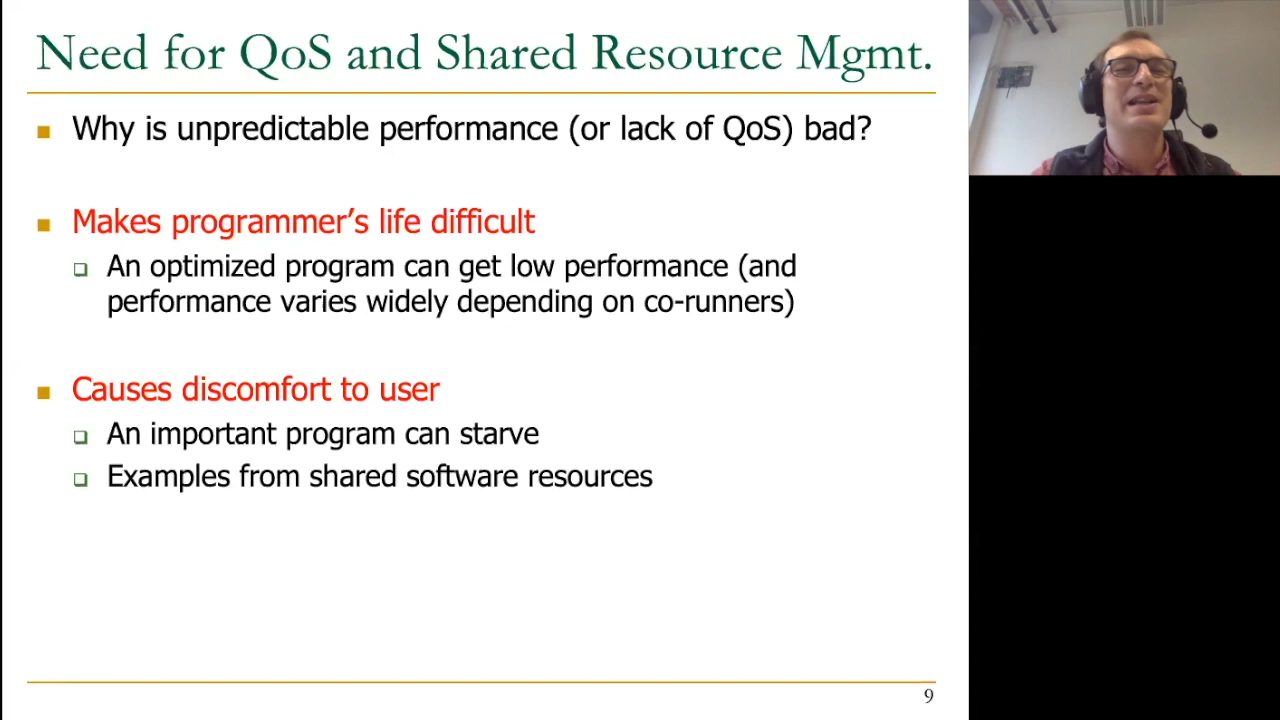 Need for QoS and Shared Resource Mgmt.
Why is unpredictable performance (or lack of QoS) bad?
Makes programmer’s life difficult
An optimized program can get low performance (and
performance varies widely depending on co-runners)
Causes discomfort to user
An important program can starve
Examples from shared software resources
9